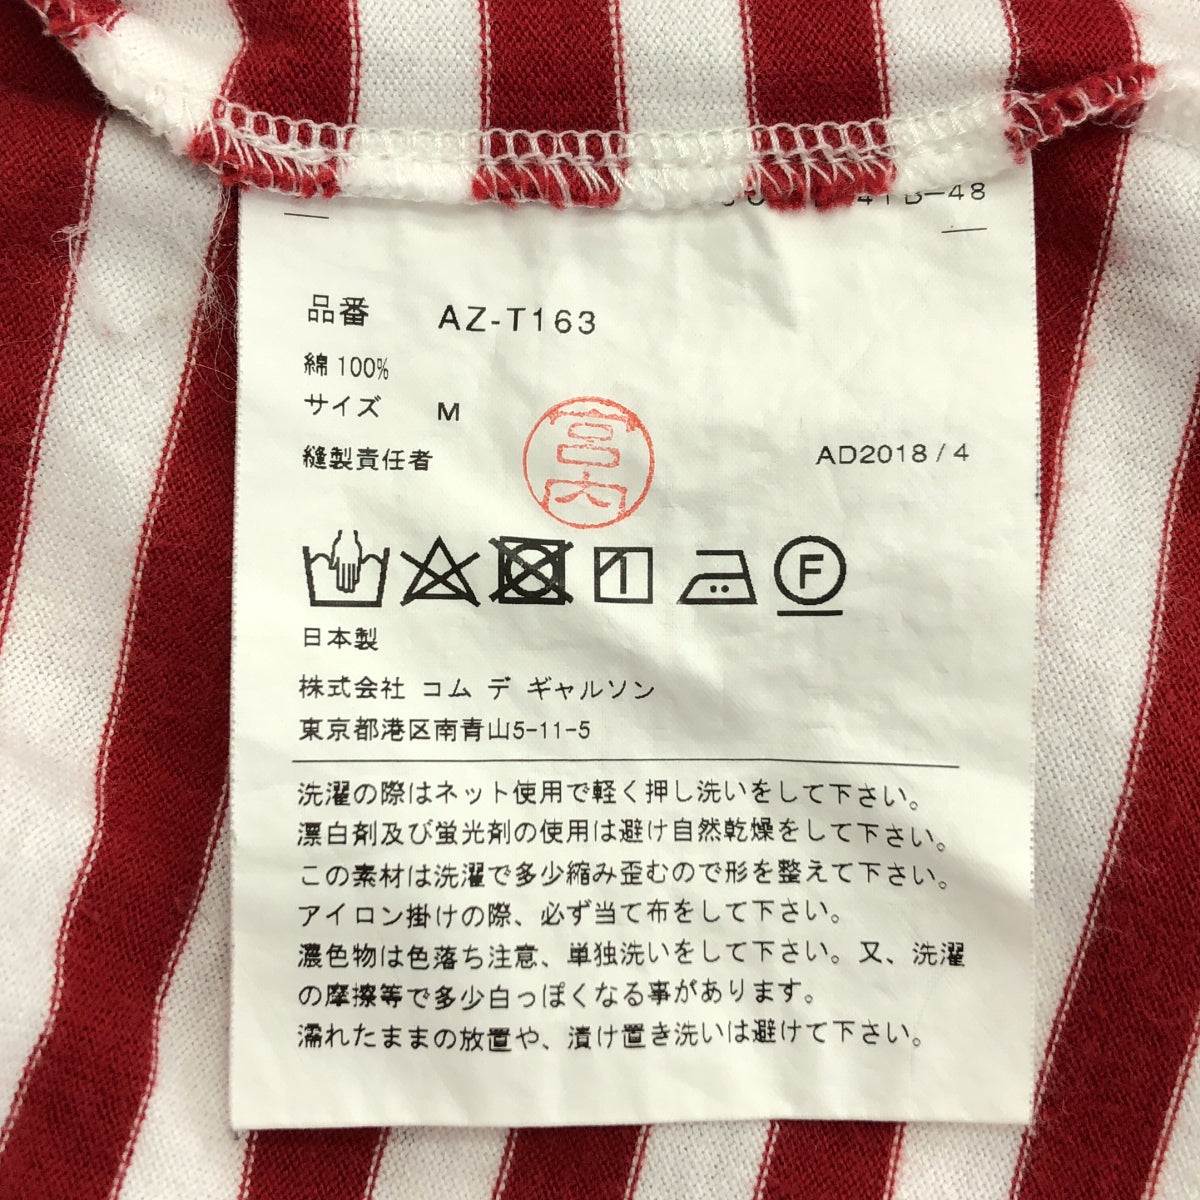 品番 AZ-T163
綿 100%
サイズ M
縫製責任者 宮内 AD2018 / 4
F
日本製
株式会社 コム デ ギャルソン
東京都港区南青山5-11-5
洗濯の際はネット使用で軽く押し洗いをして下さい。
漂白剤及び蛍光剤の使用は避け自然乾燥をして下さい。
この素材は洗濯で多少縮み歪むので形を整えて下さい。
アイロン掛けの際、必ず当て布をして下さい。
濃色物は色落ち注意、単独洗いをして下さい。又、洗濯
の摩擦等で多少白っぽくなる事があります。
濡れたままの放置や、漬け置き洗いは避けて下さい。